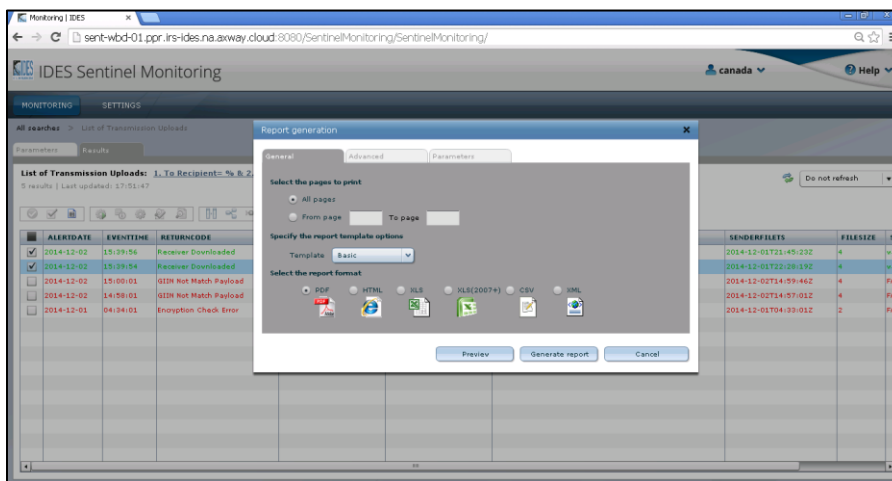 Monitoring | IDES
sent-wbd-01.ppr.irs-ides.na.axway.cloud:8080/SentinelMonitoring/SentinelMonitoring/
IDES IDES Sentinel Monitoring
canada
Help
MONITORING SETTINGS
All searches List of Transmission Uploads
Parameters Results
List of Transmission Uploads: 1. To Recipient= % & 2.
5 results | Last updated: 17:51:47
Do not refresh
Report generation
General Advanced Parameters
Select the pages to print
All pages
From page To page
Specify the report template options
Template Basic
Select the report format
PDF HTML XLS XLS(2007+) CSV XML
Preview Generate report Cancel
ALERTDATE EVENTTIME RETURNCODE SENDERFILETS FILESIZE
2014-12-02 15:39:56 Receiver Downloaded 2014-12-01T21:45:23Z 4
2014-12-02 15:39:54 Receiver Downloaded 2014-12-01T22:28:19Z 4
2014-12-02 15:00:01 GIIN Not Match Payload 2014-12-02T14:59:46Z 4
2014-12-02 14:58:01 GIIN Not Match Payload 2014-12-02T14:57:01Z 4
2014-12-01 04:34:01 Encryption Check Error 2014-12-01T04:33:01Z 2